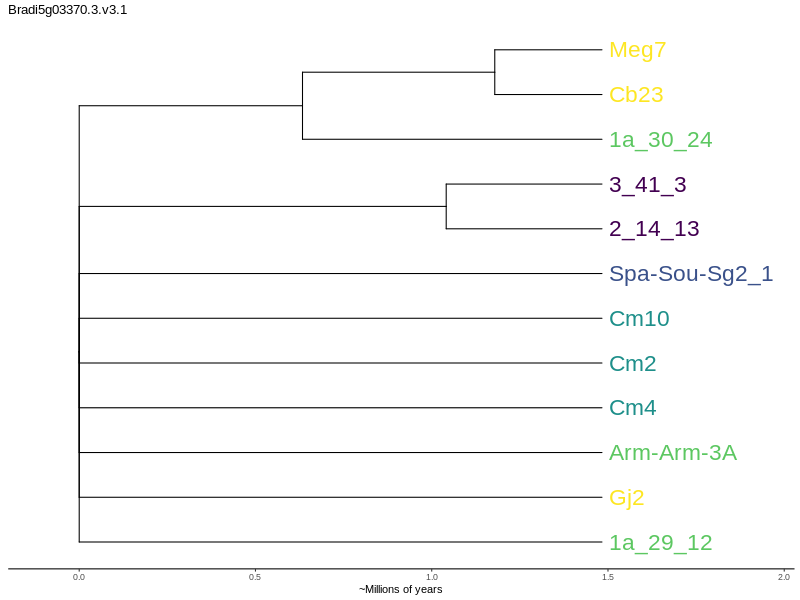 Bradi5g03370.3.v3.1
Meg7
Cb23
1a_30_24
3_41_3
2_14_13
Spa-Sou-Sg2_1
Cm10
Cm2
Cm4
Arm-Arm-3A
Gj2
1a_29_12
0.0 0.5 1.0 1.5 2.0
~Millions of years